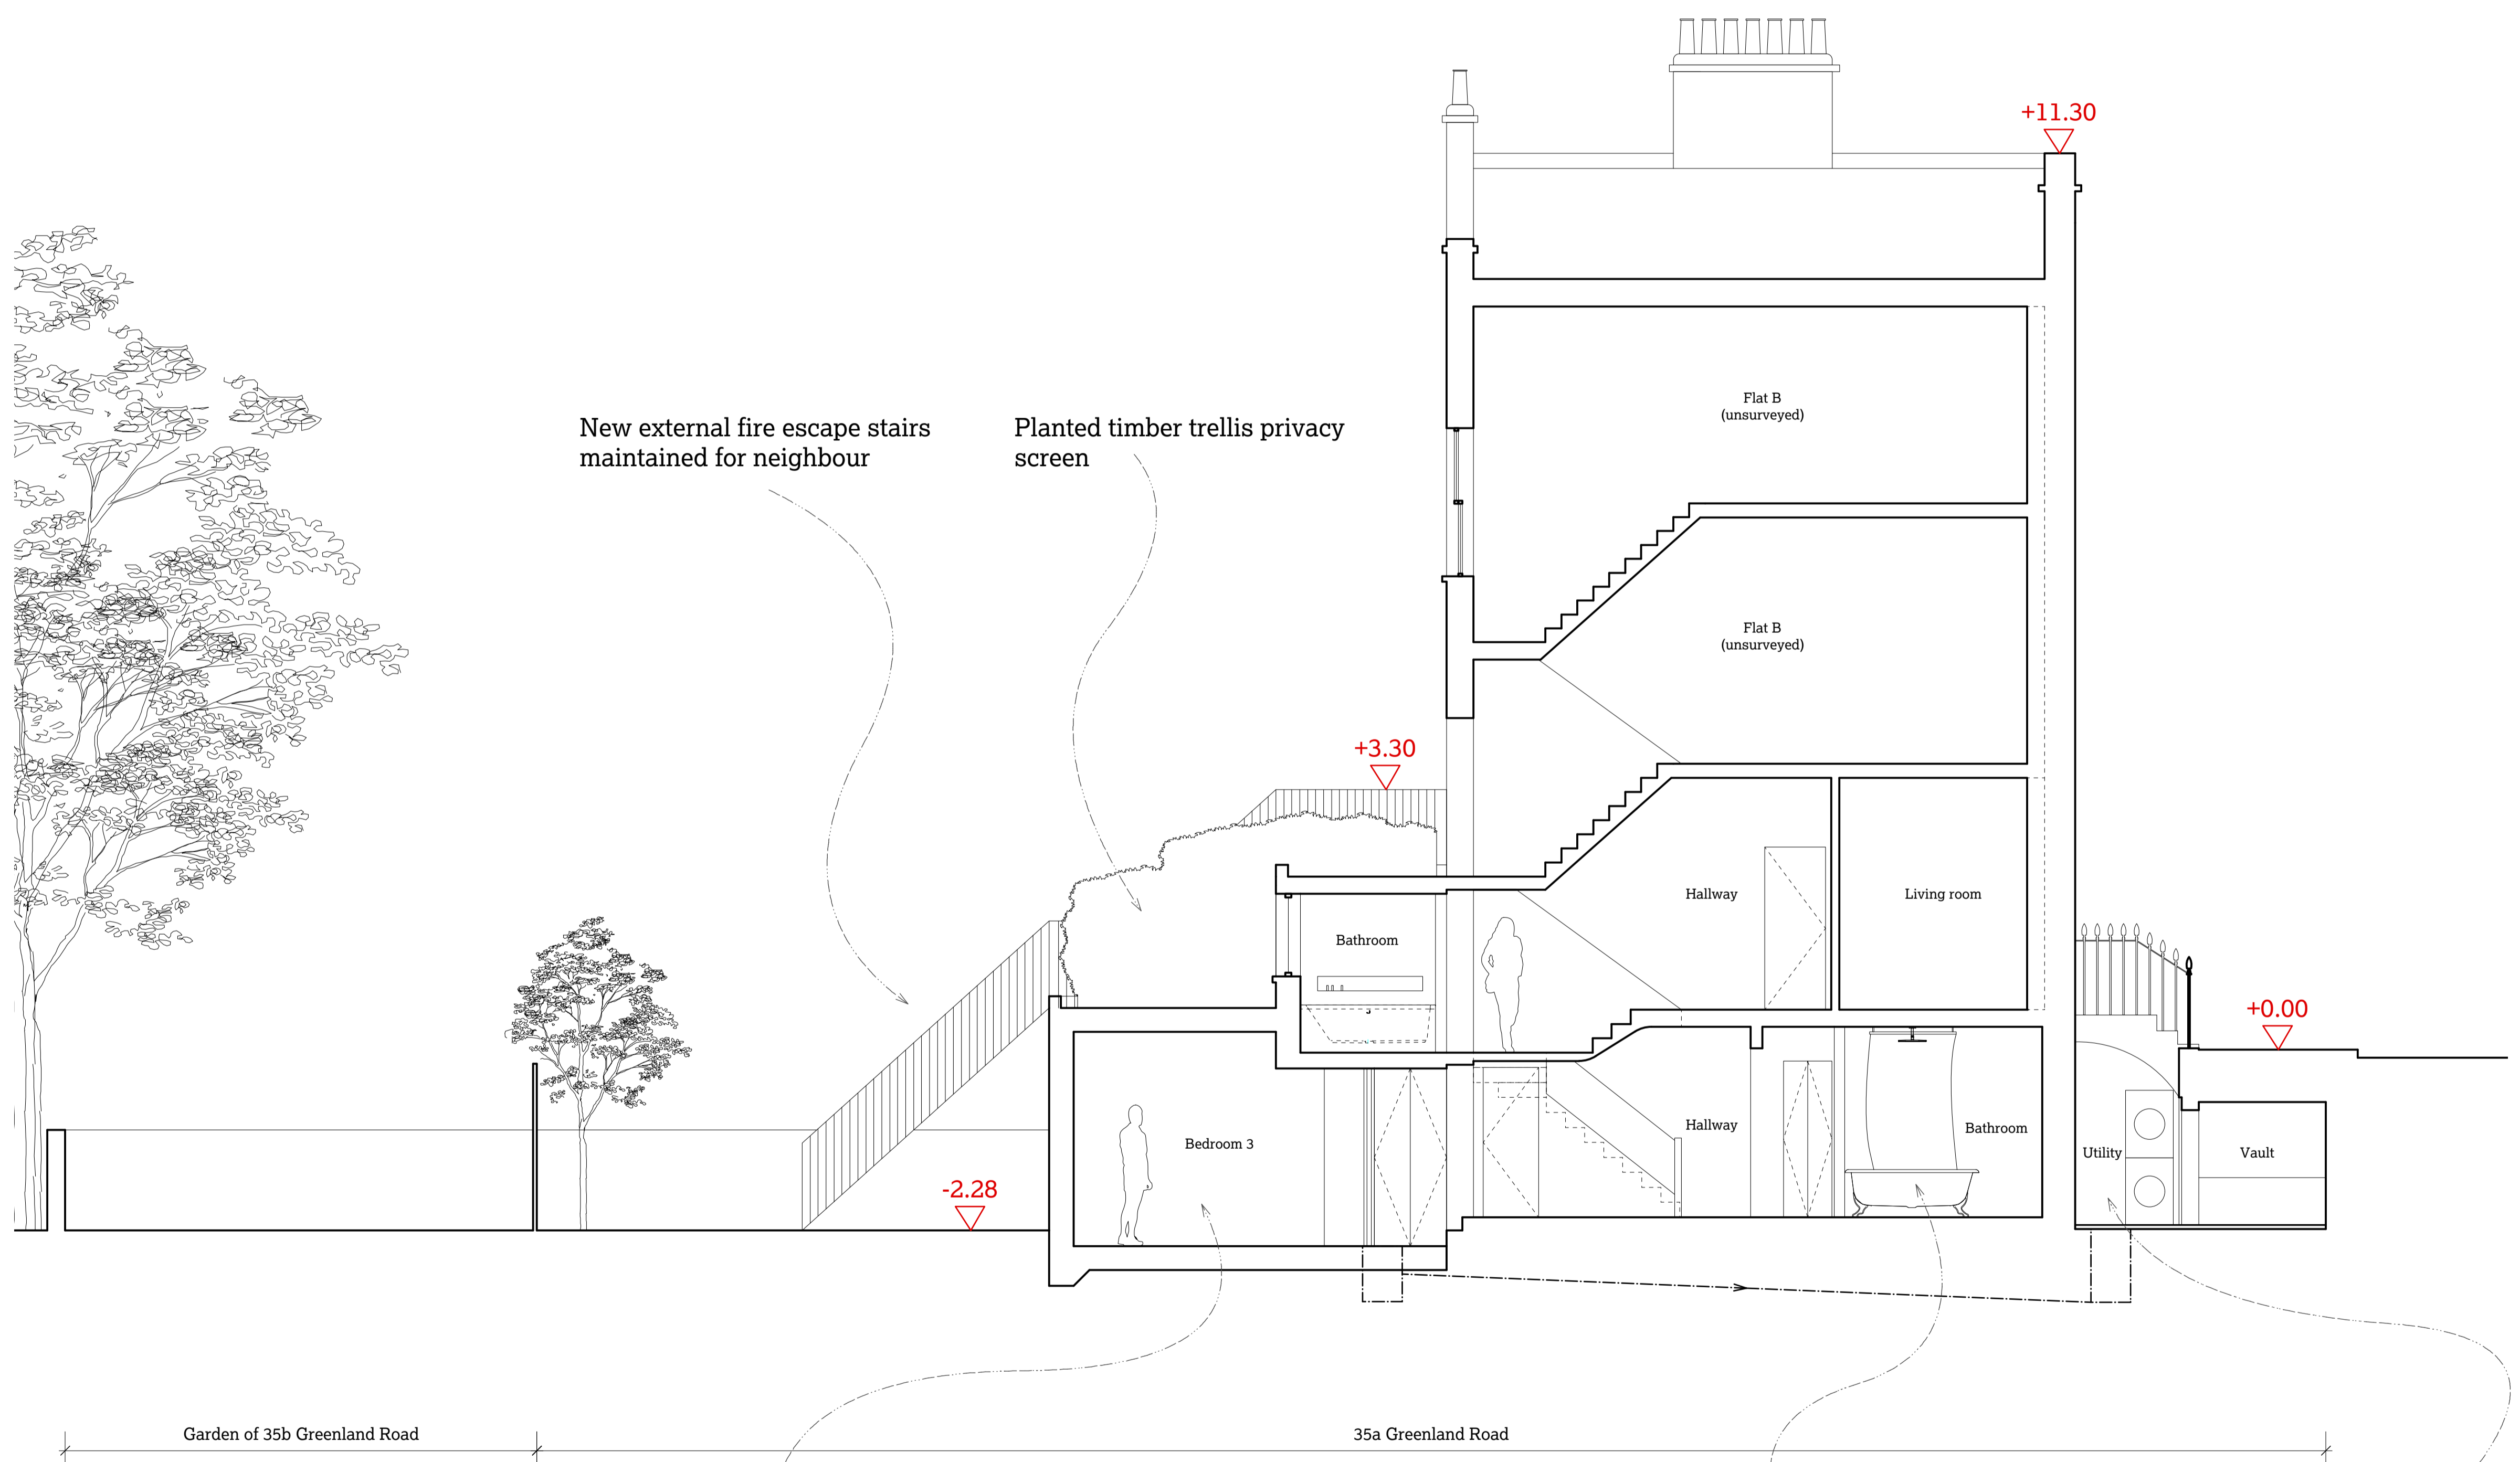 +11.30
Flat B
(unsurveyed)
New external fire escape stairs
maintained for neighbour
Planted timber trellis privacy
screen
Flat B
(unsurveyed)
+3.30
Hallway
Living room
Bathroom
+0.00
Hallway
Bathroom
Bedroom 3
Utility
Vault
-2.28
Garden of 35b Greenland Road
35a Greenland Road